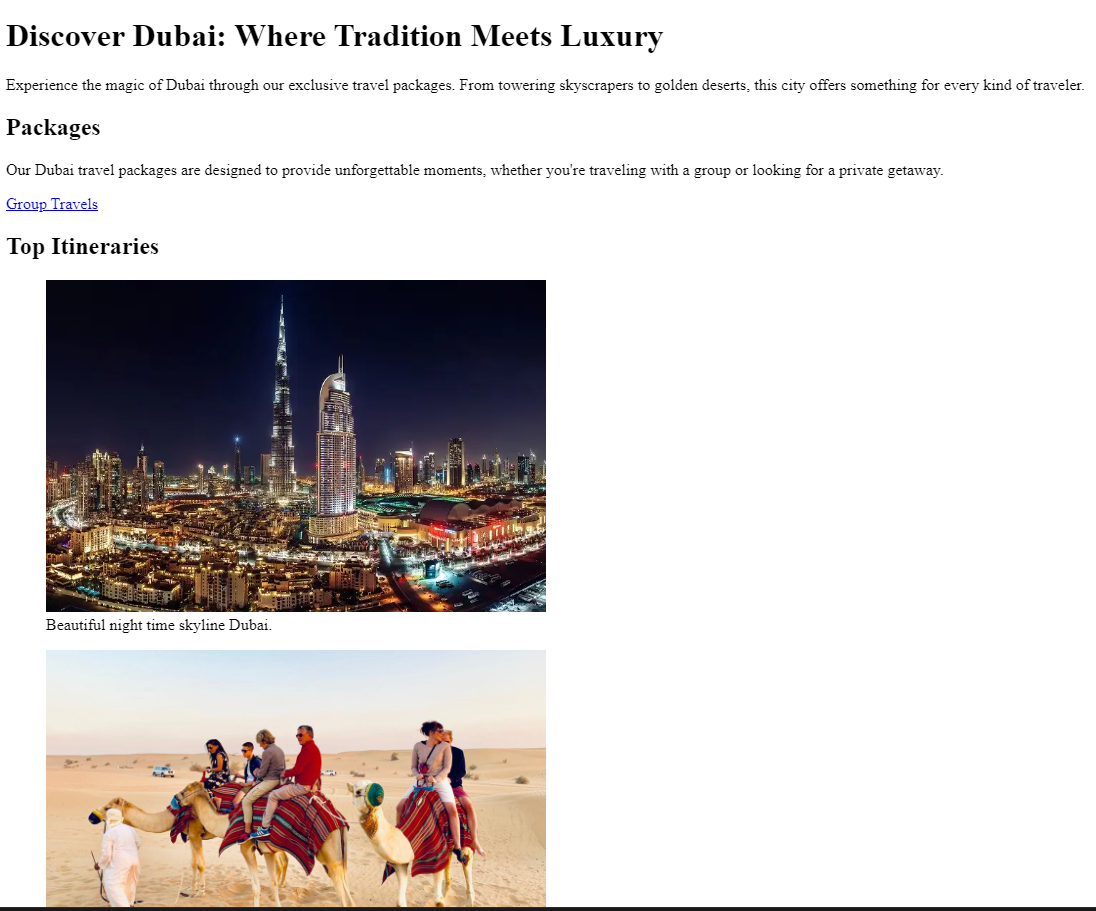 Discover Dubai: Where Tradition Meets Luxury
Experience the magic of Dubai through our exclusive travel packages. From towering skyscrapers to golden deserts, this city offers something for every kind of traveler.
Packages
Our Dubai travel packages are designed to provide unforgettable moments, whether you're traveling with a group or looking for a private getaway.
Group Travels
Top Itineraries
Beautiful night time skyline Dubai.